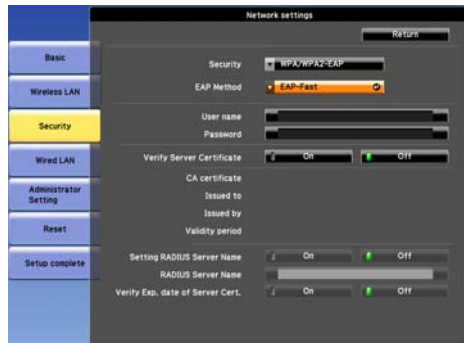 Network settings
Return
Basic
Wireless LAN
Security
Wired LAN
Administrator
Setting
Reset
Setup complete
Security WPA/WPA2-EAP
EAP Method EAP-Fast
User name
Password
Verify Server Certificate On Off
CA certificate
Issued to
Issued by
Validity period
Setting RADIUS Server Name On Off
RADIUS Server Name
Verify Exp. date of Server Cert. On Off